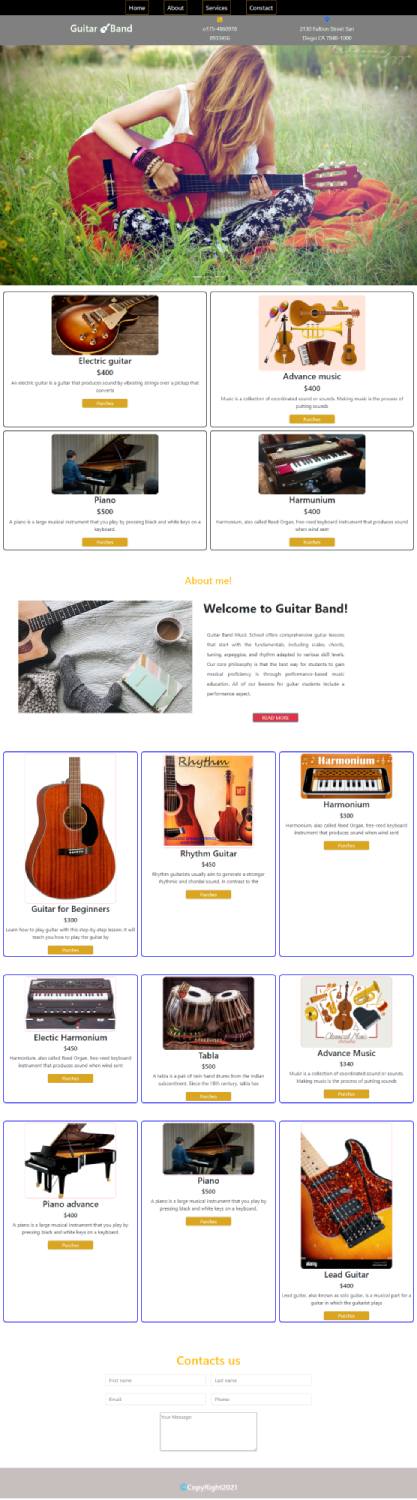 Home About Services Constact
Guitar Band
+175-4860978
8933456
3130 Fulton Street San
Diego CA 7946-1000
Electric guitar
$400
An electric guitar is a guitar that produces sound by vibrating strings over a pickup that
converts
Purches
Advance music
$400
Music is a collection of coordinated sound or sounds. Making music is the process of
putting sounds
Purches
Piano
$500
A piano is a large musical instrument that you play by pressing black and white keys on a
keyboard.
Purches
Harmunium
$400
Harmonium, also called Reed Organ, free-reed keyboard instrument that produces sound
when wind sent
Purches
About me!
Welcome to Guitar Band!
Guitar Band Music School offers comprehensive guitar lessons
that start with the fundamentals, including scales, chords,
tuning, arpeggios, and rhythm adapted to various skill levels.
Our core philosophy is that the best way for students to gain
musical proficiency is through performance-based music
education. All of our lessons for guitar students include a
performance aspect.
READ MORE
Guitar for Beginners
$300
Learn how to play guitar with this step-by-step lesson. It will
teach you how to play the guitar by
Purches
Rhythm
Rhythm Guitar
$450
Rhythm guitarists usually aim to generate a stronger
rhythmic and chordal sound, in contrast to the
Purches
Harmonium
Harmonium
$300
Harmonium, also called Reed Organ, free-reed keyboard
instrument that produces sound when wind sent
Purches
Electic Harmonium
$450
Harmonium, also called Reed Organ, free-reed keyboard
instrument that produces sound when wind sent
Purches
Tabla
$500
A tabla is a pair of twin hand drums from the Indian
subcontinent. Since the 18th century, tabla has
Purches
Classical Music
Advance Music
$340
Music is a collection of coordinated sound or sounds.
Making music is the process of putting sounds
Purches
Piano advance
$400
A piano is a large musical instrument that you play by
pressing black and white keys on a keyboard.
Purches
Piano
$500
A piano is a large musical instrument that you play by
pressing black and white keys on a keyboard.
Purches
alamy
Lead Guitar
$400
Lead guitar, also known as solo guitar, is a musical part for a
guitar in which the guitarist plays
Purches
Contacts us
First name Last name
Email Phone
Your Message
©CopyRight2021